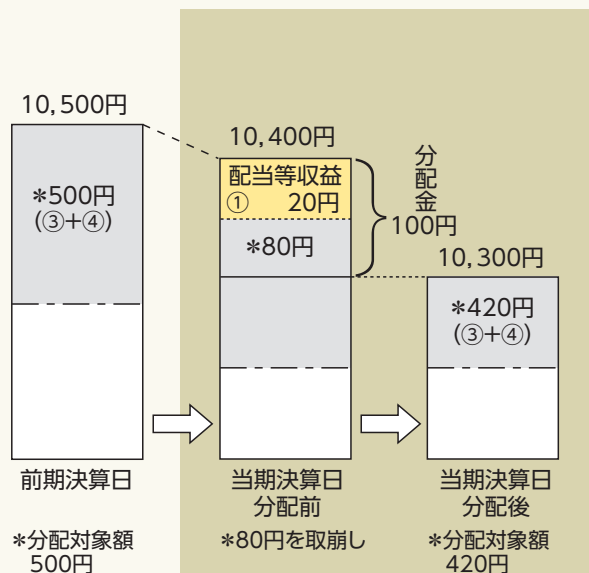 10,500円
*500円
(③+④)
前期決算日
*分配対象額
500円
10,400円
配当等収益
① 20円
*80円
分配金
100円
当期決算日
分配前
*80円を取崩し
10,300円
*420円
(③+④)
当期決算日
分配後
*分配対象額
420円